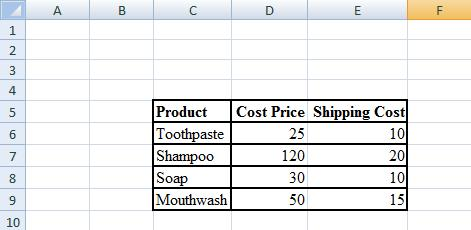 A B C D E F
1
2
3
4
5 Product Cost Price Shipping Cost
6 Toothpaste 25 10
7 Shampoo 120 20
8 Soap 30 10
9 Mouthwash 50 15
10